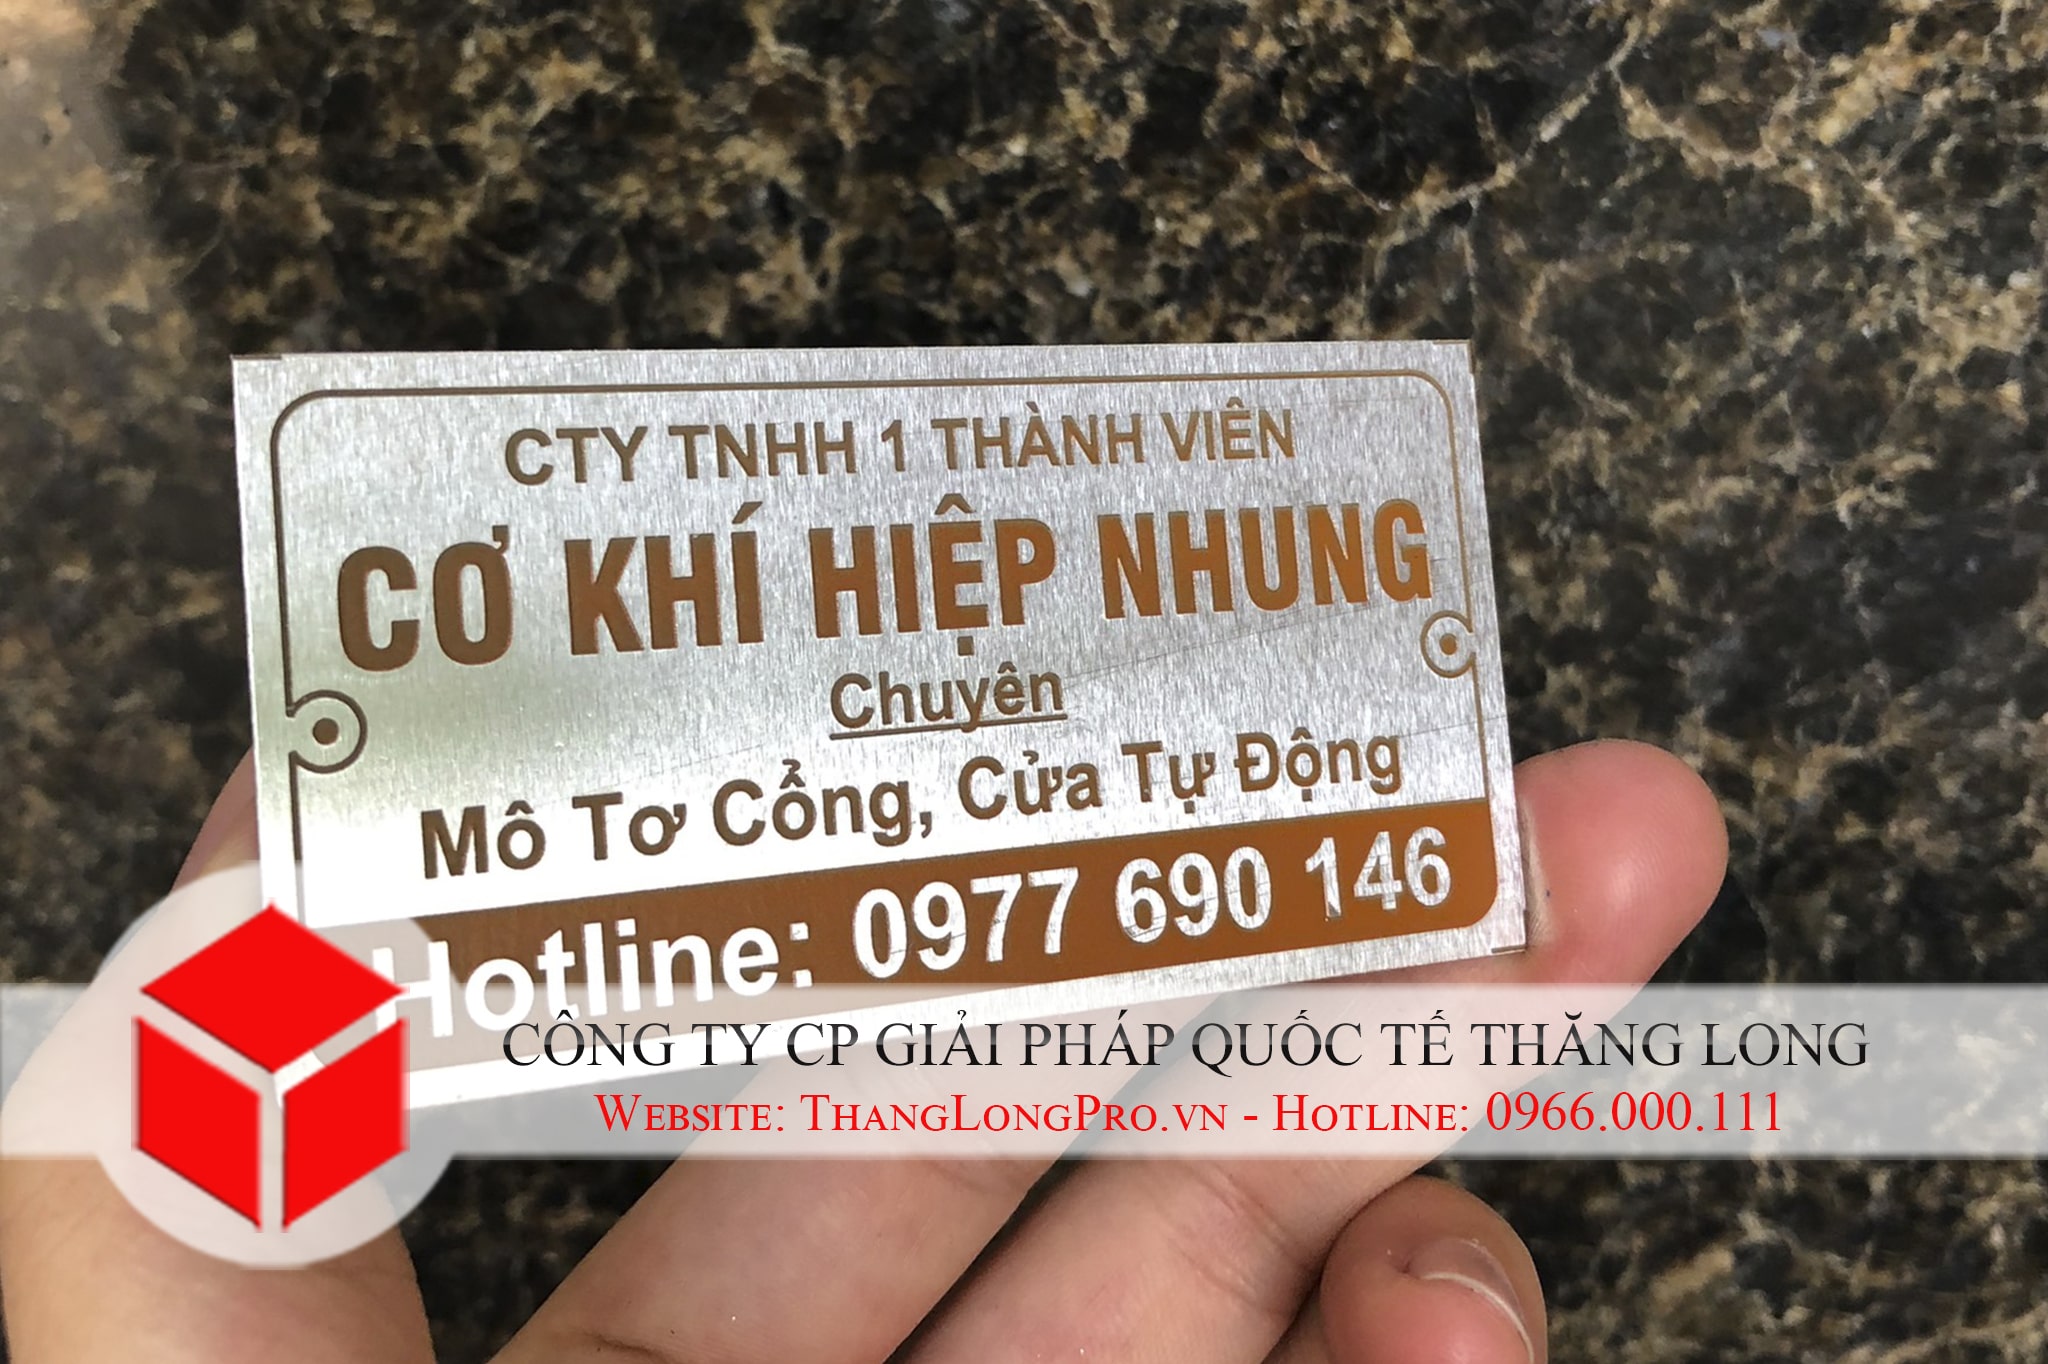 CTY TNHH 1 THÀNH VIÊN
CƠ KHÍ HIỆP NHUNG
Chuyên
Mô Tơ Cổng, Cửa Tự Động
Hotline: 0977 690 146
CÔNG TY CP GIẢI PHÁP QUỐC TẾ THĂNG LONG
Website: ThangLongPro.vn - Hotline: 0966.000.111